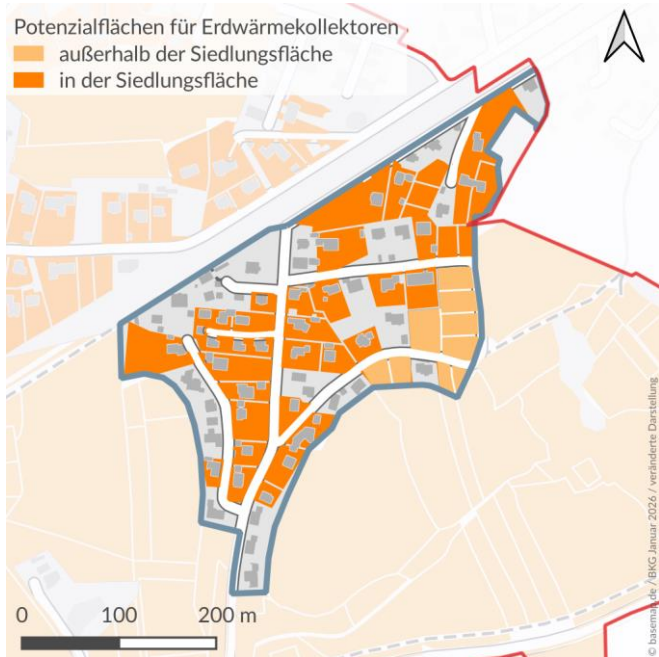 Potenzialflächen für Erdwärmekollektoren
außerhalb der Siedlungsfläche
in der Siedlungsfläche
0 100 200 m
© basemap.de / BKG Januar 2026 / veränderte Darstellung